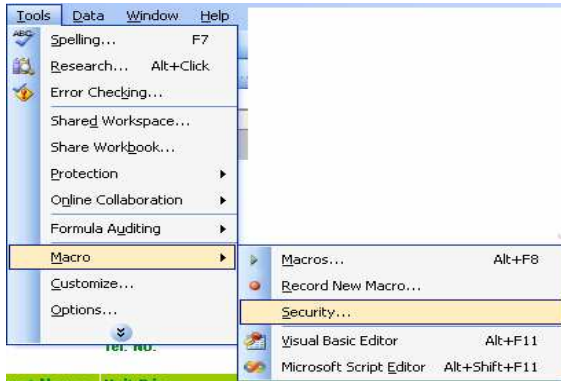 Tools Data Window Help
ABC Spelling... F7
Research... Alt+Click
Error Checking...
Shared Workspace...
Share Workbook...
Protection
Online Collaboration
Formula Auditing
Macro
Customize...
Options...
Macros... Alt+F8
Record New Macro...
Security...
Visual Basic Editor Alt+F11
Microsoft Script Editor Alt+Shift+F11
Tel. No.